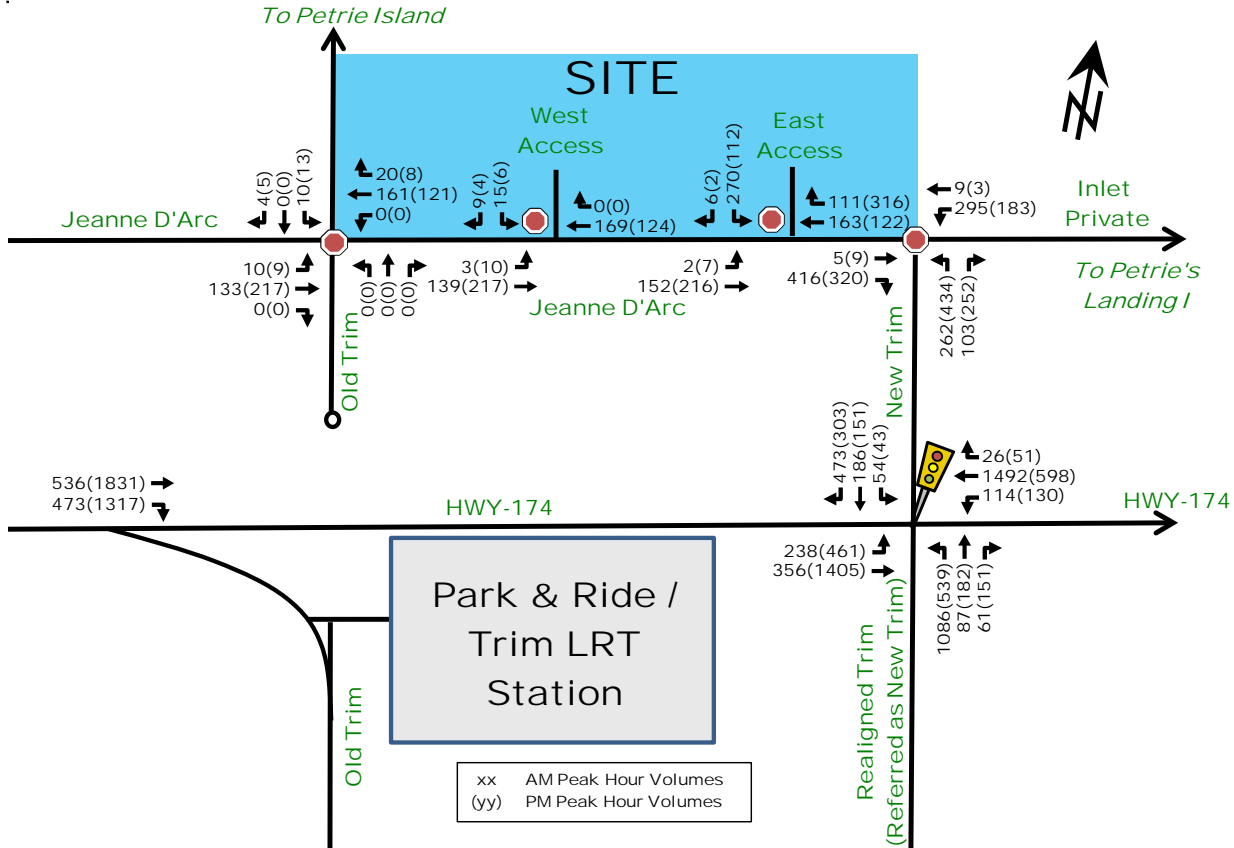 To Petrie Island
SITE
West
Access
East
Access
4(5)
0(0)
10(13)
20(8)
161(121)
0(0)
9(4)
15(6)
0(0)
169(124)
6(2)
270(112)
111(316)
163(122)
9(3)
295(183)
Jeanne D'Arc
Inlet
Private
10(9)
133(217)
0(0)
0(0)
0(0)
0(0)
3(10)
139(217)
Jeanne D'Arc
2(7)
152(216)
5(9)
416(320)
262(434)
103(252)
To Petrie's
Landing I
Old Trim
New Trim
473(303)
186(151)
54(43)
26(51)
1492(598)
114(130)
536(1831)
473(1317)
HWY-174
HWY-174
238(461)
356(1405)
1086(539)
87(182)
61(151)
Park & Ride /
Trim LRT
Station
Old Trim
Realigned Trim
(Referred as New Trim)
xx AM Peak Hour Volumes
(yy) PM Peak Hour Volumes